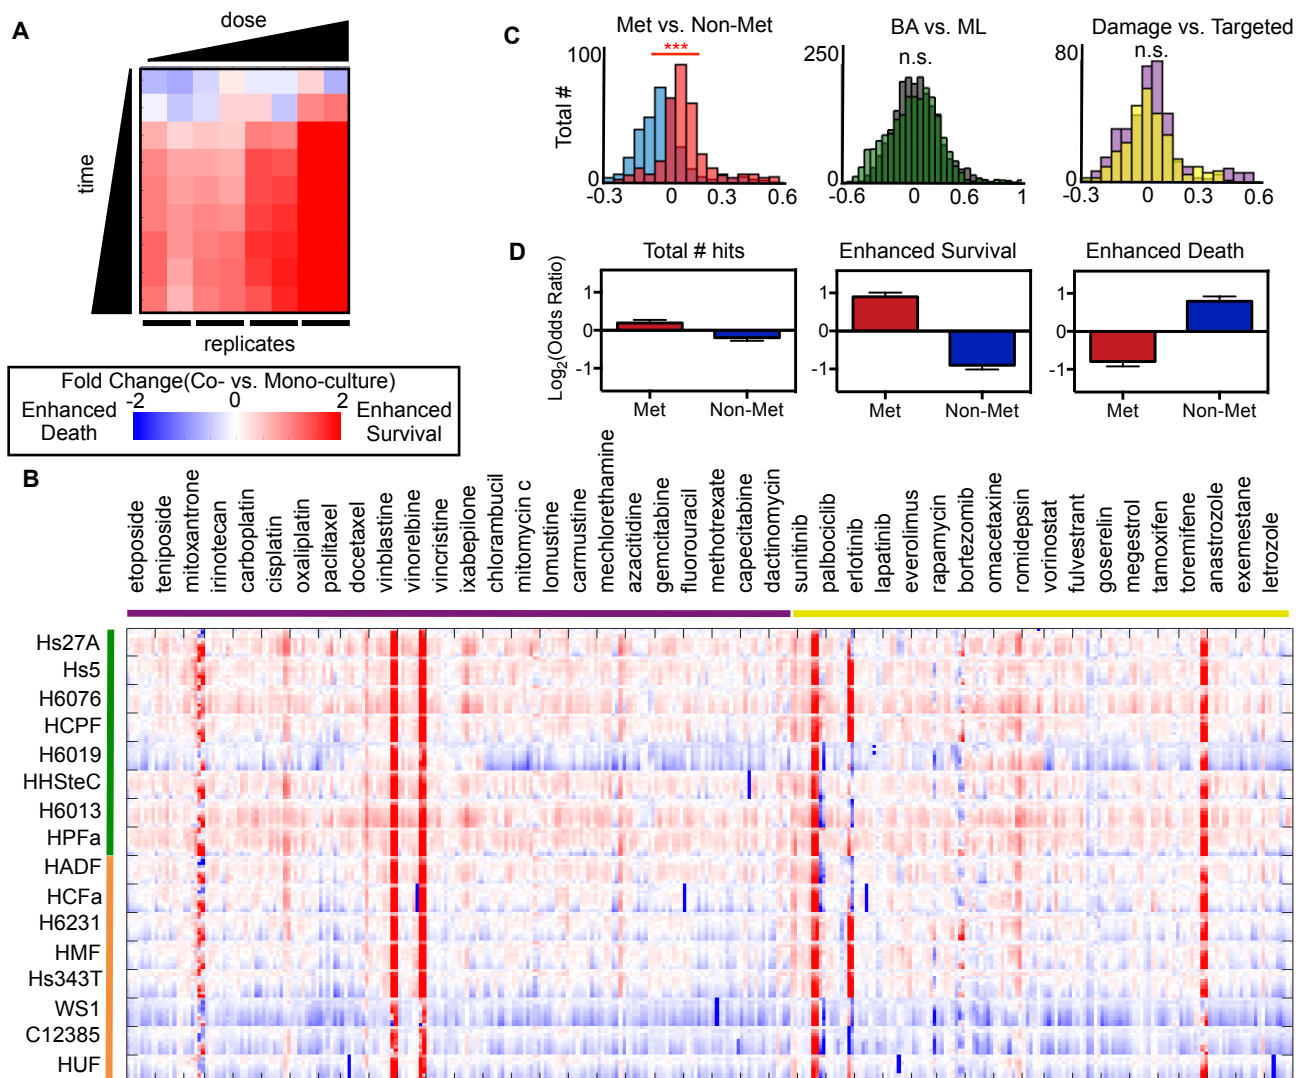 A
dose
time
replicates
Fold Change(Co- vs. Mono-culture)
Enhanced Death
-2
0
2
Enhanced Survival
C
Met vs. Non-Met
***
100
0
Total #
-0.3
0
0.3
0.6
BA vs. ML
n.s.
250
0
-0.6
0
0.6
1
Damage vs. Targeted
n.s.
80
0
-0.3
0
0.3
0.6
D
Total # hits
Log2(Odds Ratio)
1
0
-1
Met
Non-Met
Enhanced Survival
1
0
-1
Met
Non-Met
Enhanced Death
1
0
-1
Met
Non-Met
B
etoposide
teniposide
mitoxantrone
irinotecan
carboplatin
cisplatin
oxaliplatin
paclitaxel
docetaxel
vinblastine
vinorelbine
vincristine
ixabepilone
chlorambucil
mitomycin c
lomustine
carmustine
mechlorethamine
azacitidine
gemcitabine
fluorouracil
methotrexate
capecitabine
dactinomycin
sunitinib
palbociclib
erlotinib
lapatinib
everolimus
rapamycin
bortezomib
omacetaxine
romidepsin
vorinostat
fulvestrant
goserelin
megestrol
tamoxifen
toremifene
anastrozole
exemestane
letrozole
Hs27A
Hs5
H6076
HCPF
H6019
HHSteC
H6013
HPFa
HADF
HCFa
H6231
HMF
Hs343T
WS1
C12385
HUF